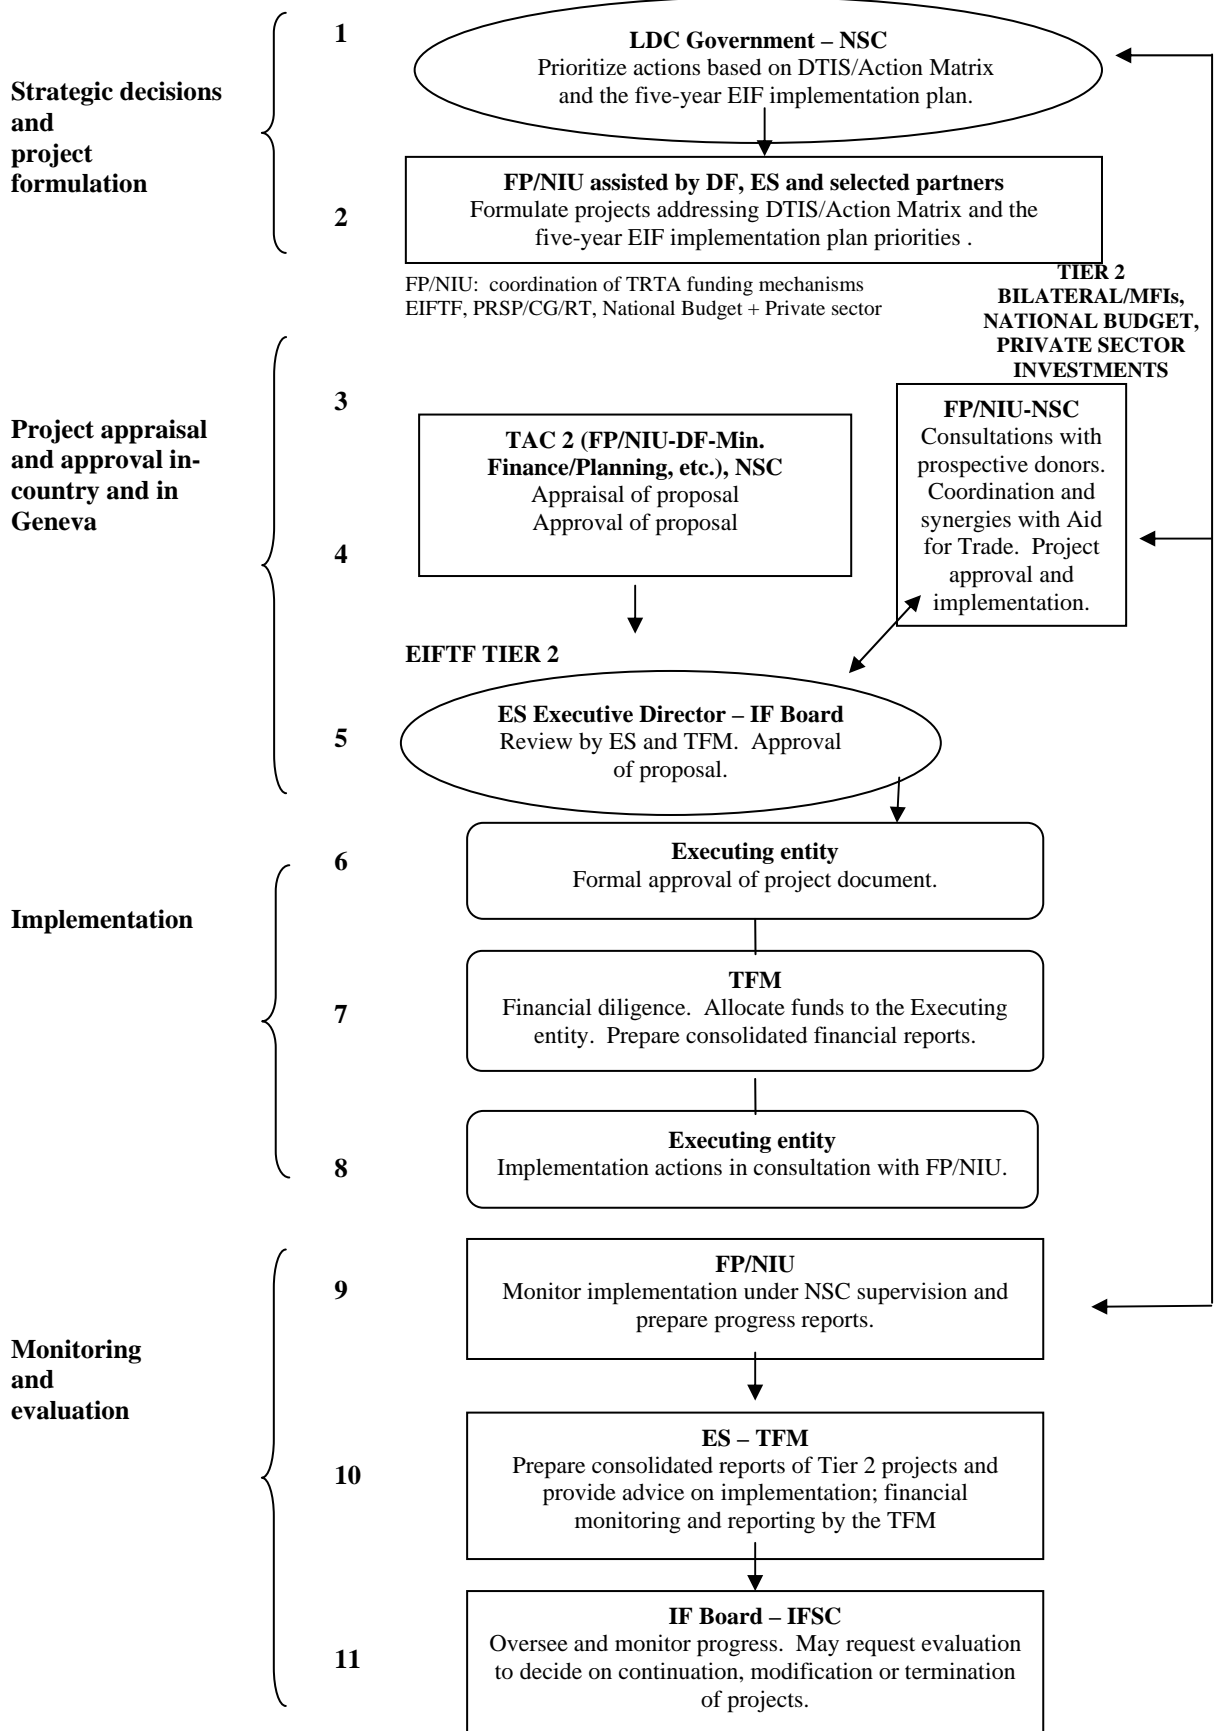 1
LDC Government – NSC
Prioritize actions based on DTIS/Action Matrix
and the five-year EIF implementation plan.
Strategic decisions
and
project
formulation
2
FP/NIU assisted by DF, ES and selected partners
Formulate projects addressing DTIS/Action Matrix and the
five-year EIF implementation plan priorities .
FP/NIU:  coordination of TRTA funding mechanisms
EIFTF, PRSP/CG/RT, National Budget + Private sector
TIER 2
BILATERAL/MFIs,
NATIONAL BUDGET,
PRIVATE SECTOR
INVESTMENTS
Project appraisal
and approval in-
country and in
Geneva
3
4
TAC 2 (FP/NIU-DF-Min.
Finance/Planning, etc.), NSC
Appraisal of proposal
Approval of proposal
FP/NIU-NSC
Consultations with
prospective donors.
Coordination and
synergies with Aid
for Trade.  Project
approval and
implementation.
EIFTF TIER 2
5
ES Executive Director – IF Board
Review by ES and TFM.  Approval
of proposal.
Implementation
6
Executing entity
Formal approval of project document.
7
TFM
Financial diligence.  Allocate funds to the Executing
entity.  Prepare consolidated financial reports.
8
Executing entity
Implementation actions in consultation with FP/NIU.
Monitoring
and
evaluation
9
FP/NIU
Monitor implementation under NSC supervision and
prepare progress reports.
10
ES – TFM
Prepare consolidated reports of Tier 2 projects and
provide advice on implementation; financial
monitoring and reporting by the TFM
11
IF Board – IFSC
Oversee and monitor progress.  May request evaluation
to decide on continuation, modification or termination
of projects.